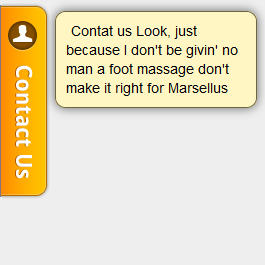 Contact Us
Contat us Look, just
because I don't be givin' no
man a foot massage don't
make it right for Marsellus